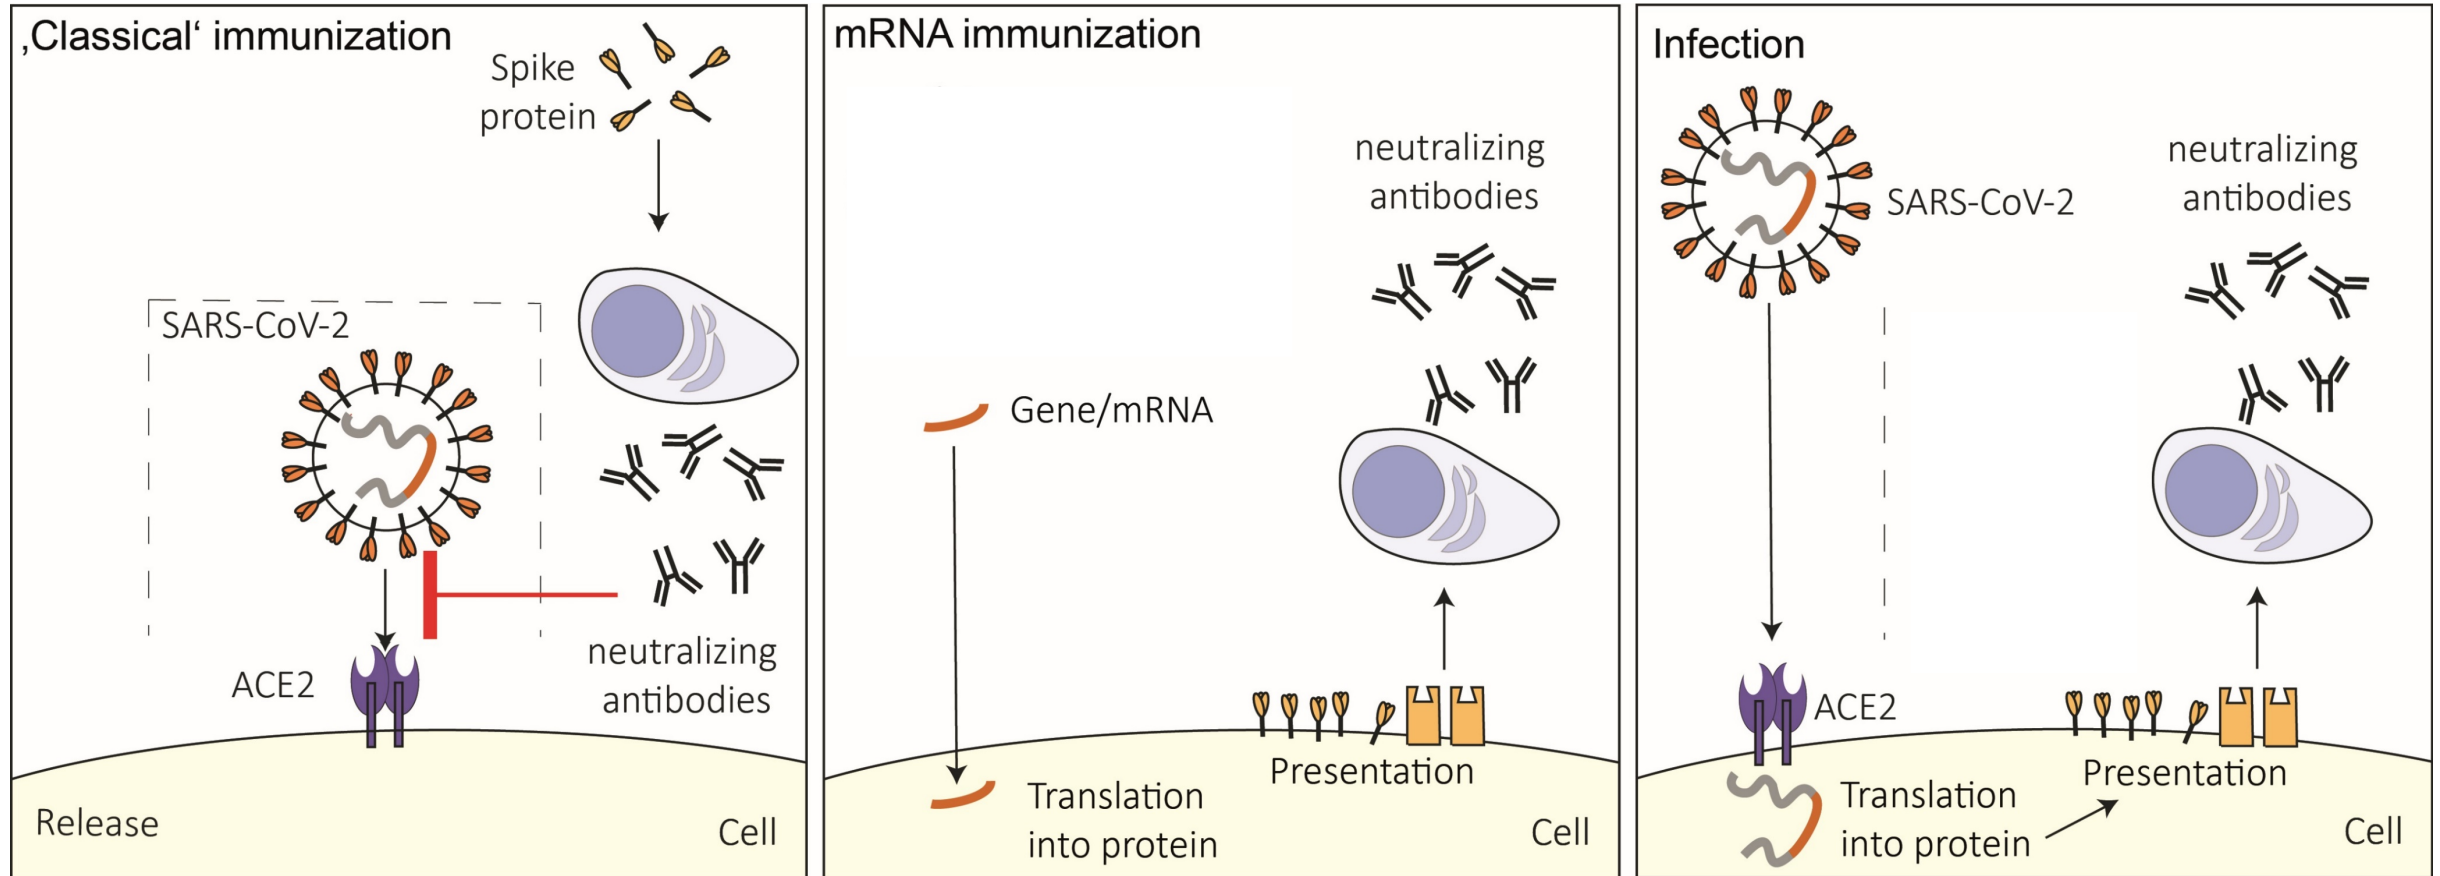 ‚Classical‘ immunization
Spike
protein
SARS-CoV-2
ACE2
neutralizing
antibodies
Release
Cell
mRNA immunization
neutralizing
antibodies
Gene/mRNA
Presentation
Translation
into protein
Cell
Infection
SARS-CoV-2
neutralizing
antibodies
ACE2
Presentation
Translation
into protein
Cell